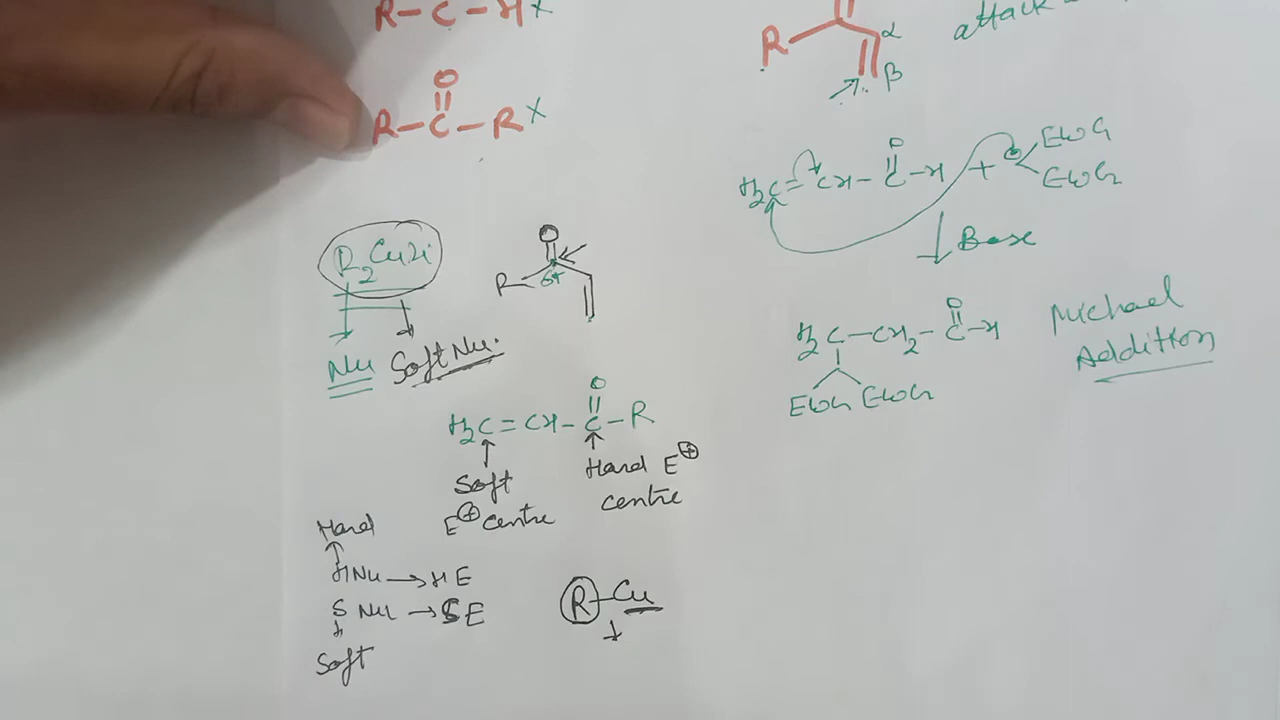 R-C-H x
O
R-C-R x
R2CuLi
Nu Soft Nu.
O
R δ+
O
H2C=CH-C-R
Soft
E⊕ centre
Hard E⊕
centre
Hard
HNu → HE
S Nu → SE
Soft
R-Cu
R
α
β
attack
O
H2C=CH-C-H +
EWG
EWG
Base
O
H2C-CH2-C-H
EWG EWG
Michael
Addition